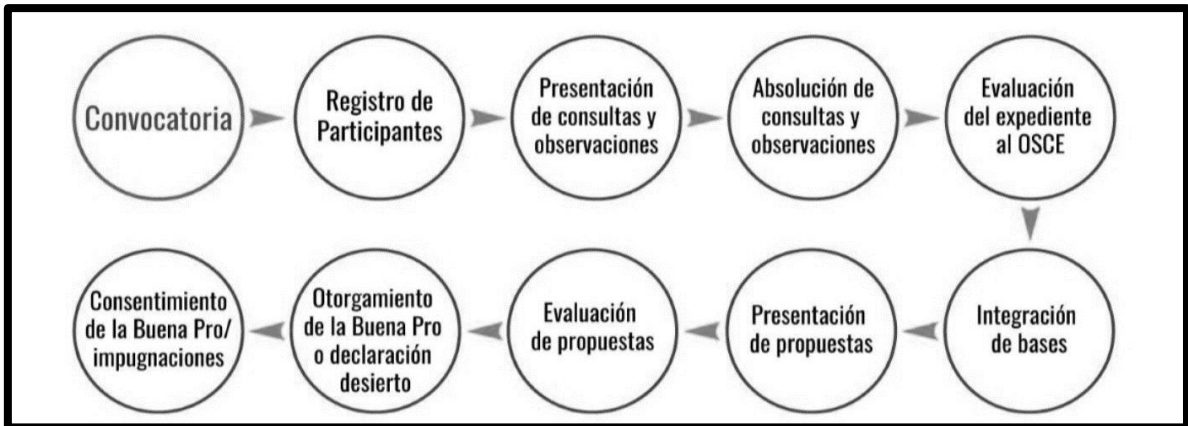 Convocatoria
Registro de
Participantes
Presentación
de consultas y
observaciones
Absolución de
consultas y
observaciones
Evaluación
del expediente
al OSCE
Integración
de bases
Presentación
de propuestas
Evaluación
de propuestas
Otorgamiento
de la Buena Pro
o declaración
desierto
Consentimiento
de la Buena Pro/
impugnaciones